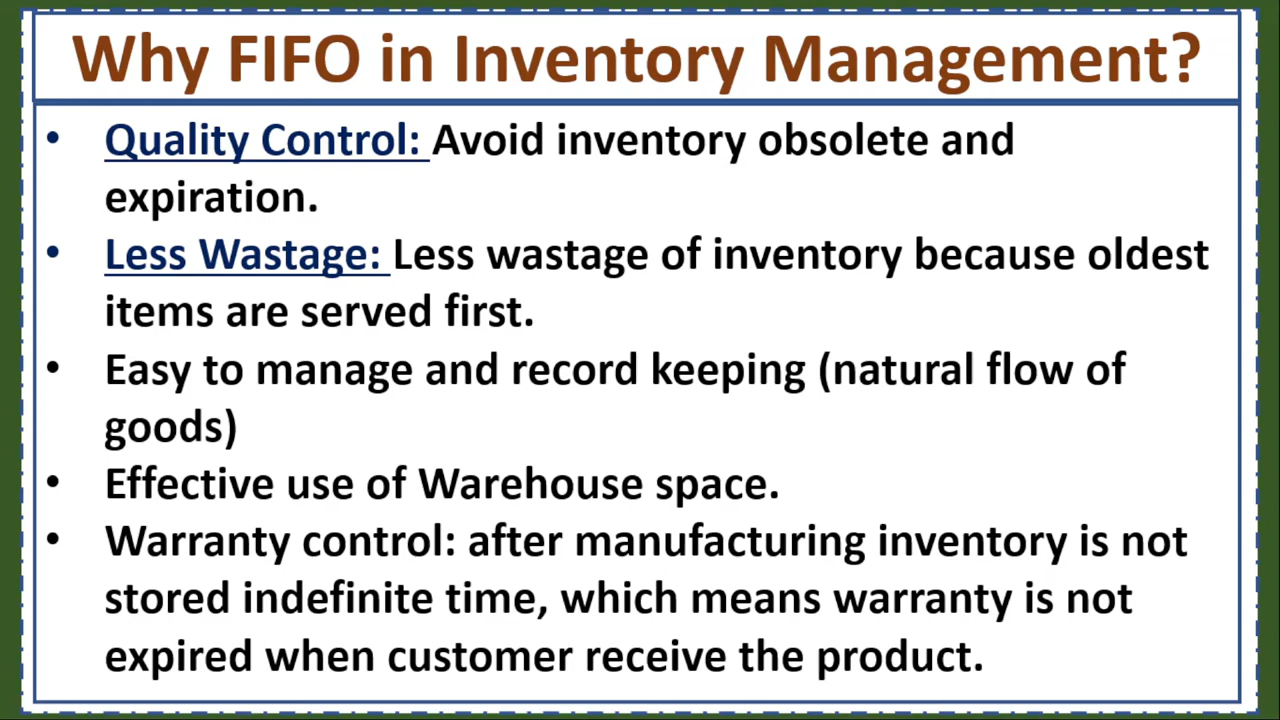 Why FIFO in Inventory Management?
• Quality Control: Avoid inventory obsolete and
expiration.
• Less Wastage: Less wastage of inventory because oldest
items are served first.
• Easy to manage and record keeping (natural flow of
goods)
• Effective use of Warehouse space.
• Warranty control: after manufacturing inventory is not
stored indefinite time, which means warranty is not
expired when customer receive the product.